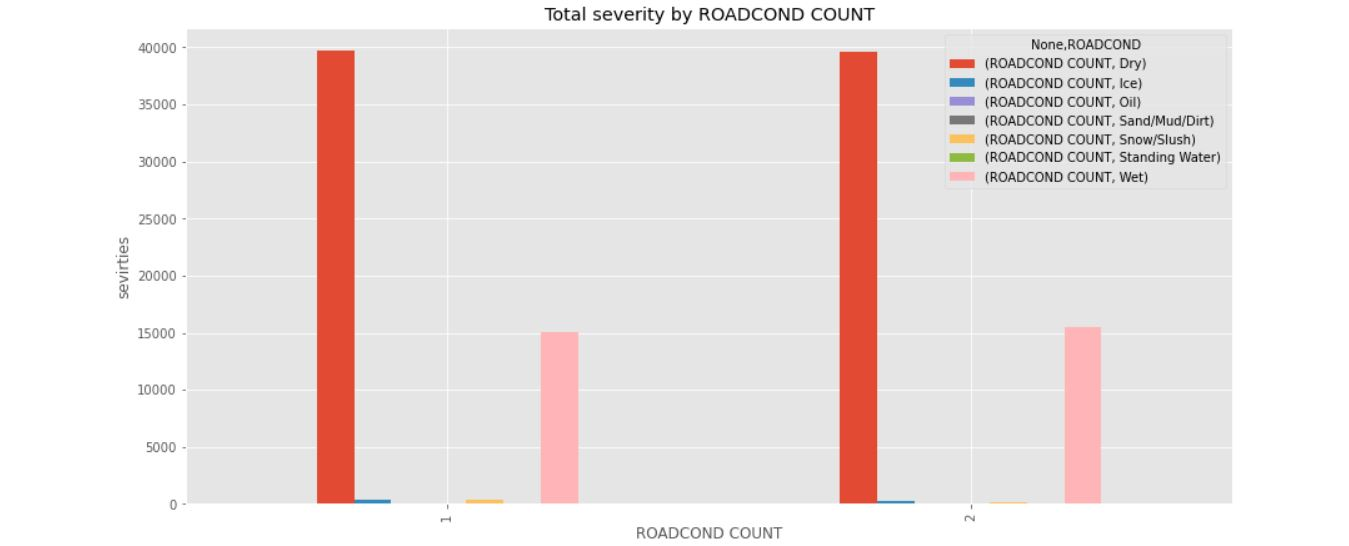 Total severity by ROADCOND COUNT
None,ROADCOND
(ROADCOND COUNT, Dry)
(ROADCOND COUNT, Ice)
(ROADCOND COUNT, Oil)
(ROADCOND COUNT, Sand/Mud/Dirt)
(ROADCOND COUNT, Snow/Slush)
(ROADCOND COUNT, Standing Water)
(ROADCOND COUNT, Wet)
40000
35000
30000
25000
20000
15000
10000
5000
0
sevirties
1
2
ROADCOND COUNT